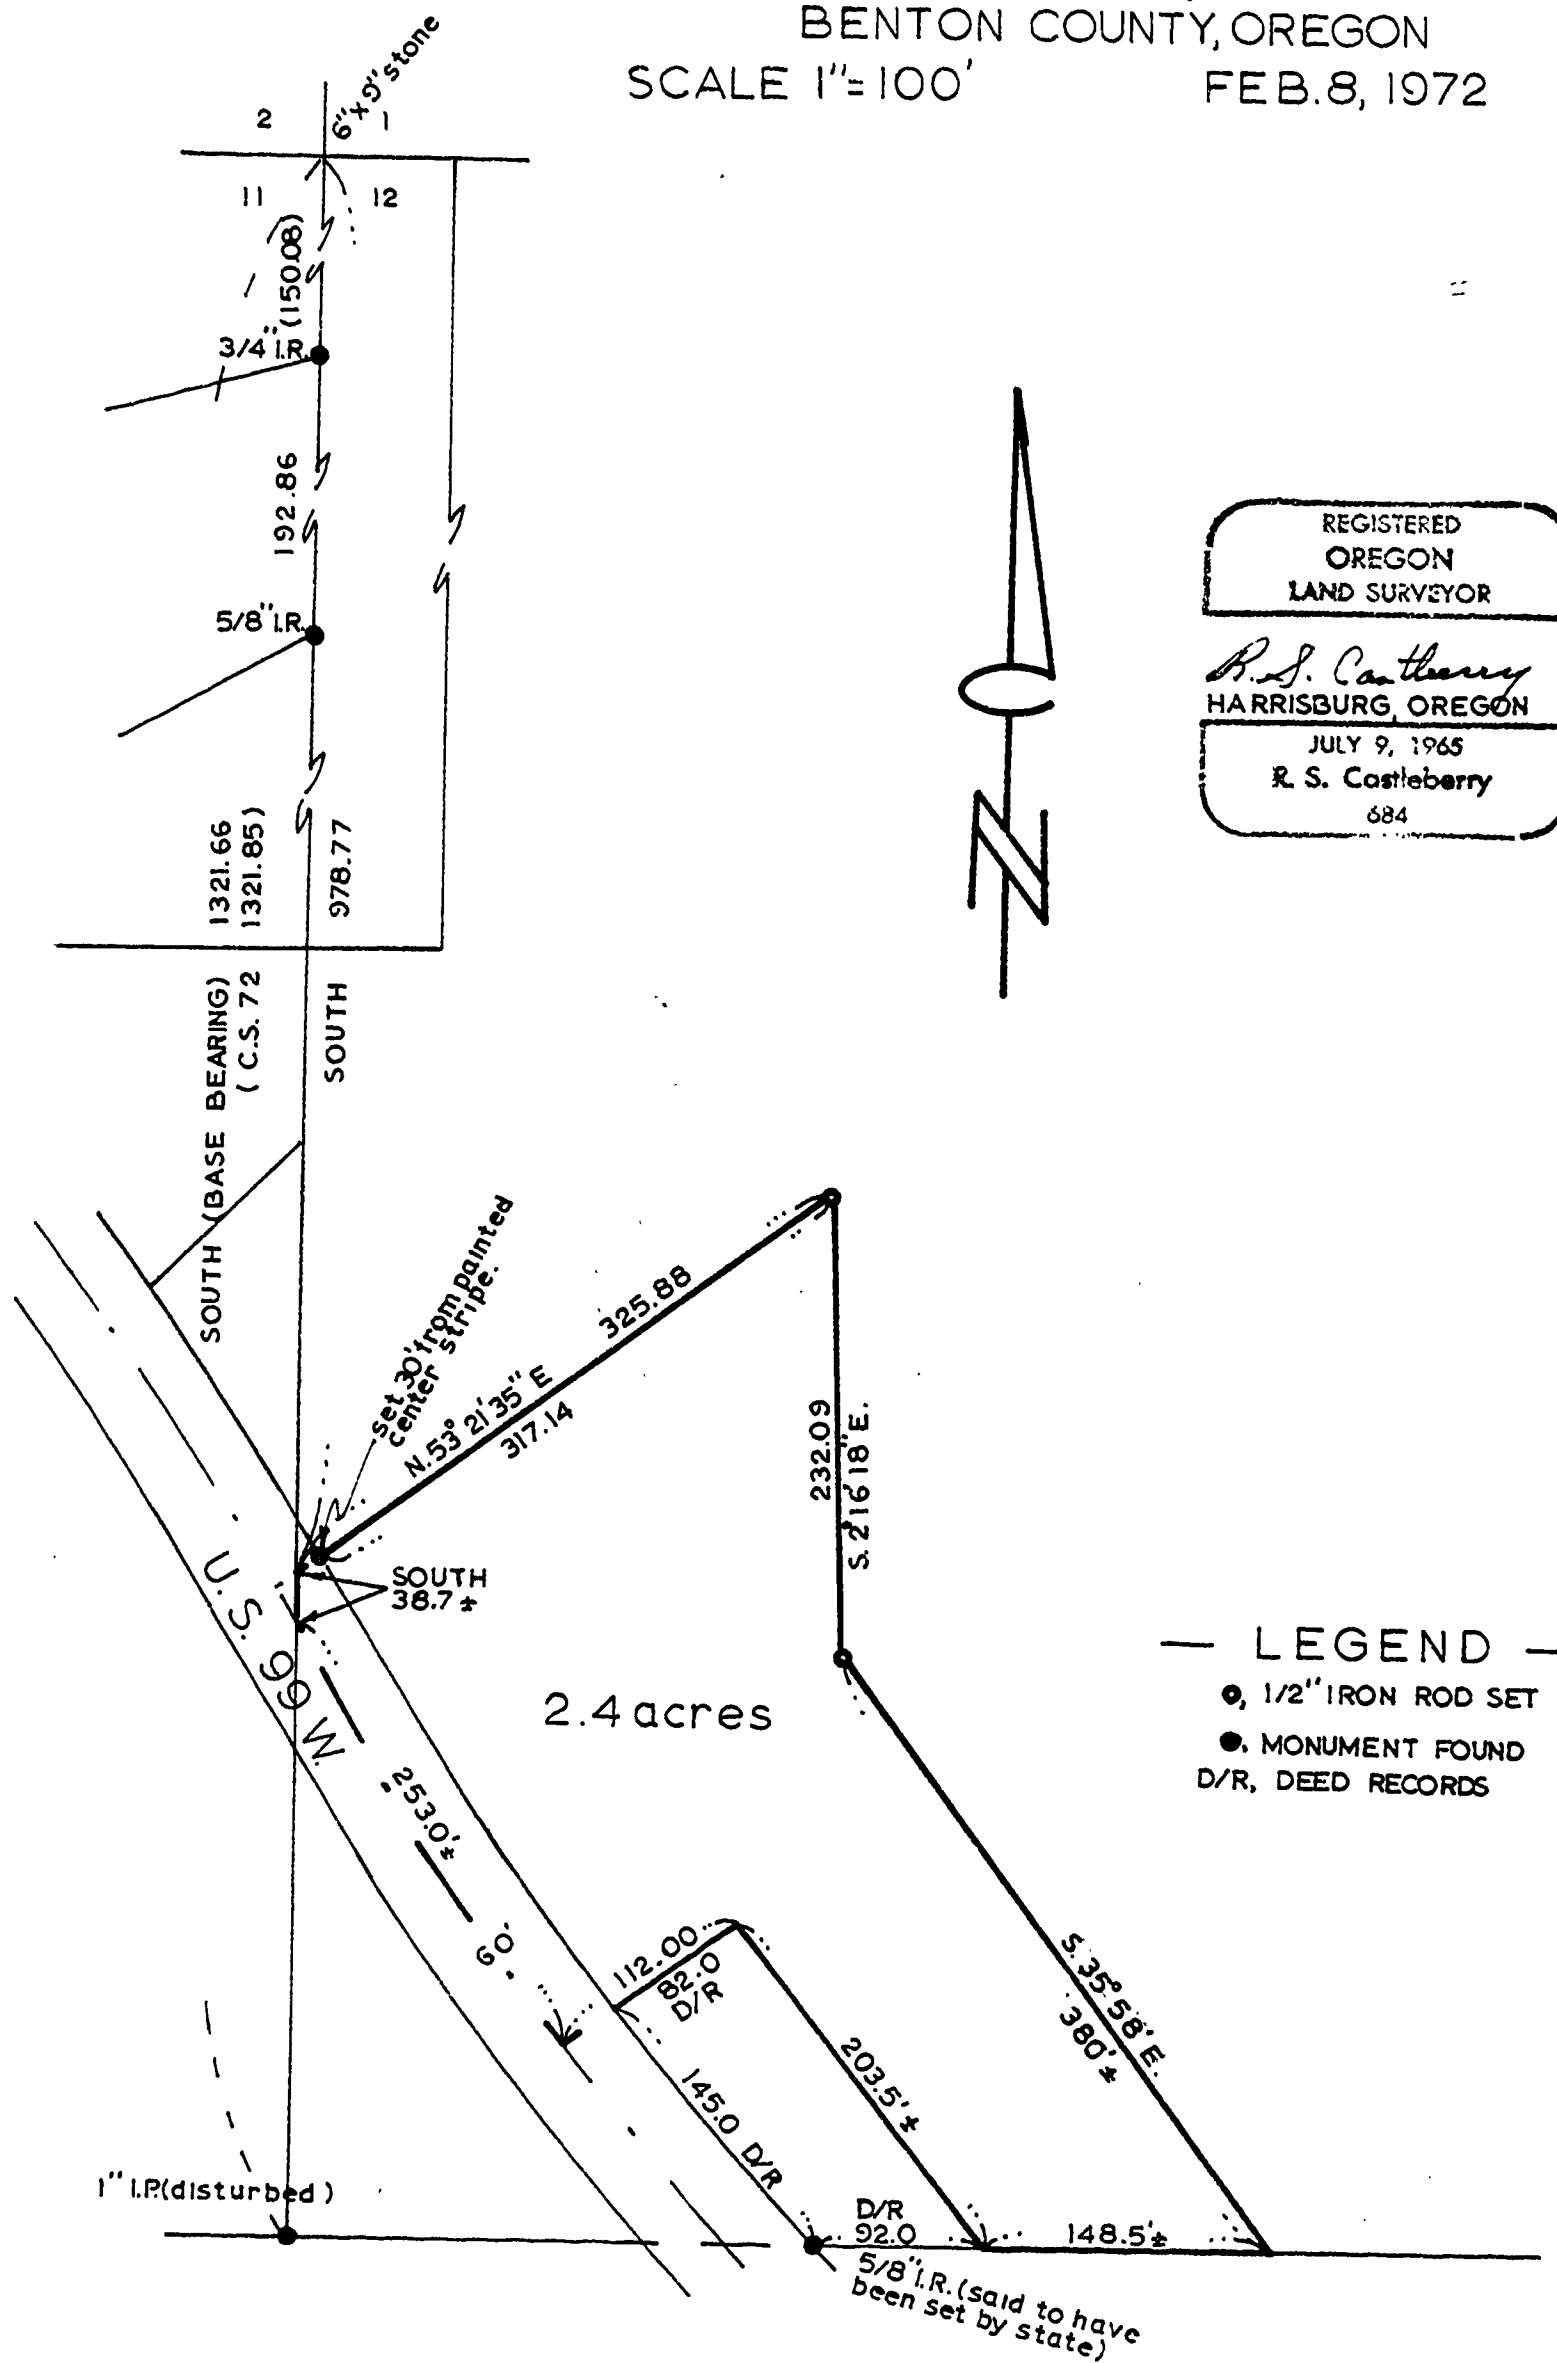 BENTON COUNTY, OREGON
SCALE 1"=100'
FEB. 8, 1972
6"x9" stone
2
1
11
12
(150.08)
3/4" I.R.
192.86
5/8" I.R.
1321.66
1321.85)
978.77
SOUTH (BASE BEARING)
( C.S. 72
SOUTH
REGISTERED
OREGON
LAND SURVEYOR
R. S. Castleberry
HARRISBURG, OREGON
JULY 9, 1965
R. S. Castleberry
684
N
set 30' from painted
center stripe.
325.88
N. 53° 21' 35" E
317.14
232.09
S. 2° 16' 18" E.
SOUTH
38.7 ±
U.S. 99 W.
253.0' ±
60'
2.4 acres
— LEGEND —
, 1/2" IRON ROD SET
, MONUMENT FOUND
D/R, DEED RECORDS
112.00
82.0
D/R
203.5' ±
145.0 D/R
S. 35° 58' E.
380' ±
1" I.P. (disturbed)
D/R
92.0
148.5' ±
5/8" I.R. (said to have
been set by state)